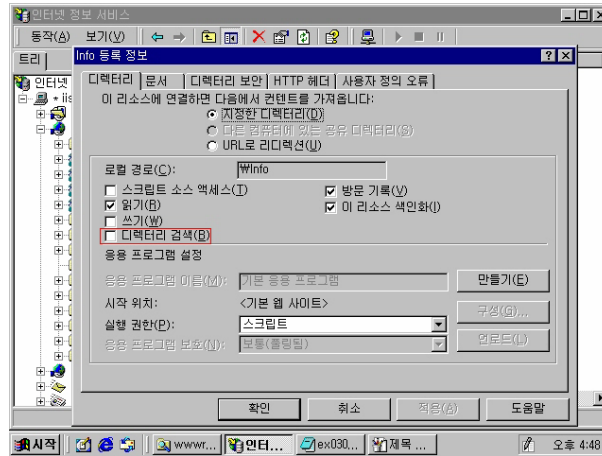 인터넷 정보 서비스
동작(A) 보기(V)
트리
Info 등록 정보
인터넷
* iis
디렉터리 문서 디렉터리 보안 HTTP 헤더 사용자 정의 오류
이 리소스에 연결하면 다음에서 컨텐트를 가져옵니다:
지정한 디렉터리(D)
다른 컴퓨터에 있는 공유 디렉터리(S)
URL로 리디렉션(U)
로컬 경로(C): ₩Info
스크립트 소스 액세스(T) 방문 기록(V)
읽기(R) 이 리소스 색인화(I)
쓰기(W)
디렉터리 검색(B)
응용 프로그램 설정
응용 프로그램 이름(M): 기본 응용 프로그램 만들기(E)
시작 위치: <기본 웹 사이트>
구성(G)...
실행 권한(P): 스크립트
응용 프로그램 보호(N): 보통(풀링됨) 언로드(L)
확인 취소 적용(A) 도움말
시작 wwwr... 인터... ex030... 제목 ... 오후 4:48